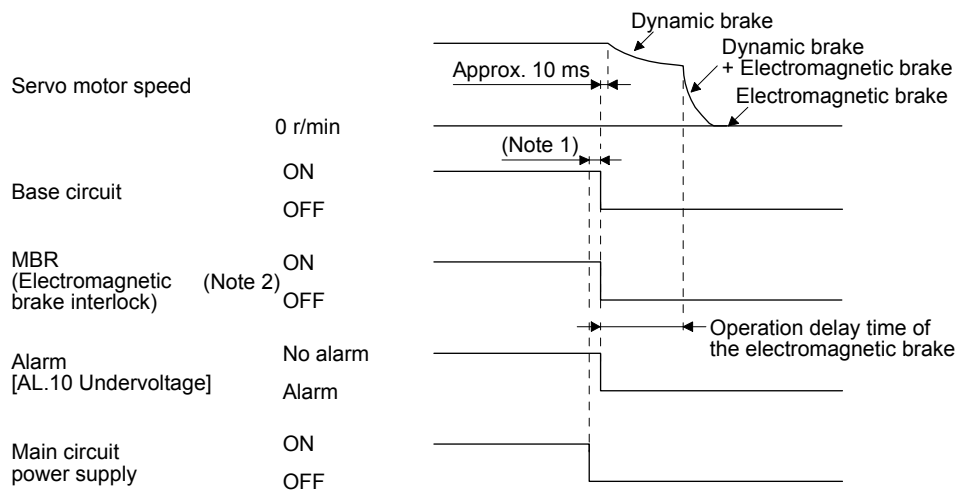 Dynamic brake
Dynamic brake
+ Electromagnetic brake
Approx. 10 ms
Servo motor speed
Electromagnetic brake
0 r/min
(Note 1)
ON
Base circuit
OFF
MBR
(Electromagnetic
brake interlock)
(Note 2)
ON
OFF
Operation delay time of
the electromagnetic brake
Alarm
[AL.10 Undervoltage]
No alarm
Alarm
Main circuit
power supply
ON
OFF